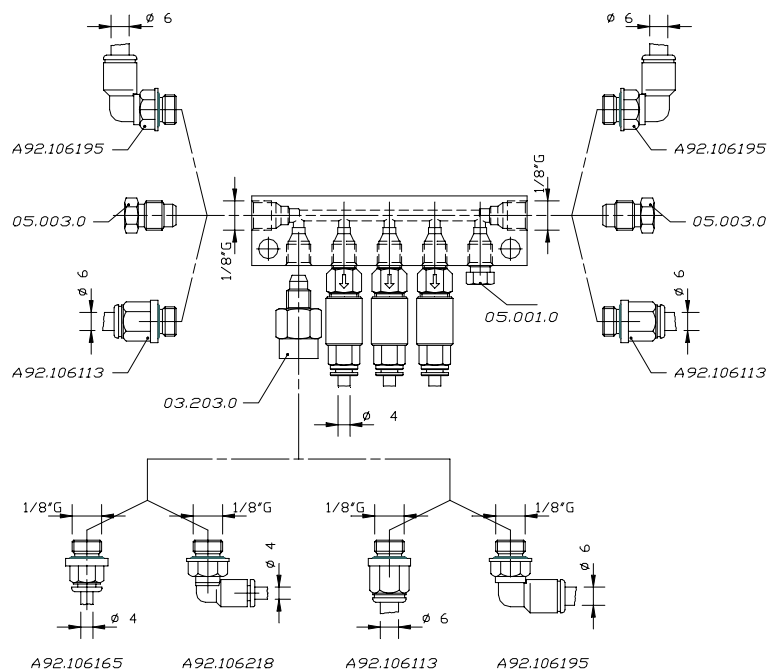 ø 6
ø 6
A92.106195
A92.106195
1/8"G
05.003.0
05.003.0
1/8"G
ø 6
ø 6
05.001.0
A92.106113
A92.106113
03.203.0
ø 4
1/8"G
1/8"G
1/8"G
1/8"G
ø 4
ø 6
ø 4
ø 6
A92.106165
A92.106218
A92.106113
A92.106195